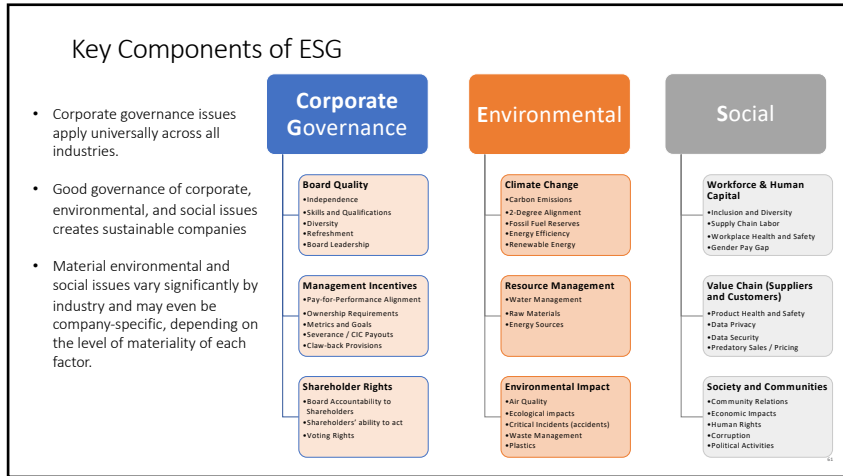 Key Components of ESG
• Corporate governance issues
apply universally across all
industries.
• Good governance of corporate,
environmental, and social issues
creates sustainable companies
• Material environmental and
social issues vary significantly by
industry and may even be
company-specific, depending on
the level of materiality of each
factor.
Corporate
Governance
Board Quality
•Independence
•Skills and Qualifications
•Diversity
•Refreshment
•Board Leadership
Management Incentives
•Pay-for-Performance Alignment
•Ownership Requirements
•Metrics and Goals
•Severance / CIC Payouts
•Claw-back Provisions
Shareholder Rights
•Board Accountability to
Shareholders
•Shareholders' ability to act
•Voting Rights
Environmental
Climate Change
•Carbon Emissions
•2-Degree Alignment
•Fossil Fuel Reserves
•Energy Efficiency
•Renewable Energy
Resource Management
•Water Management
•Raw Materials
•Energy Sources
Environmental Impact
•Air Quality
•Ecological impacts
•Critical Incidents (accidents)
•Waste Management
•Plastics
Social
Workforce & Human
Capital
•Inclusion and Diversity
•Supply Chain Labor
•Workplace Health and Safety
•Gender Pay Gap
Value Chain (Suppliers
and Customers)
•Product Health and Safety
•Data Privacy
•Data Security
•Predatory Sales / Pricing
Society and Communities
•Community Relations
•Economic Impacts
•Human Rights
•Corruption
•Political Activities